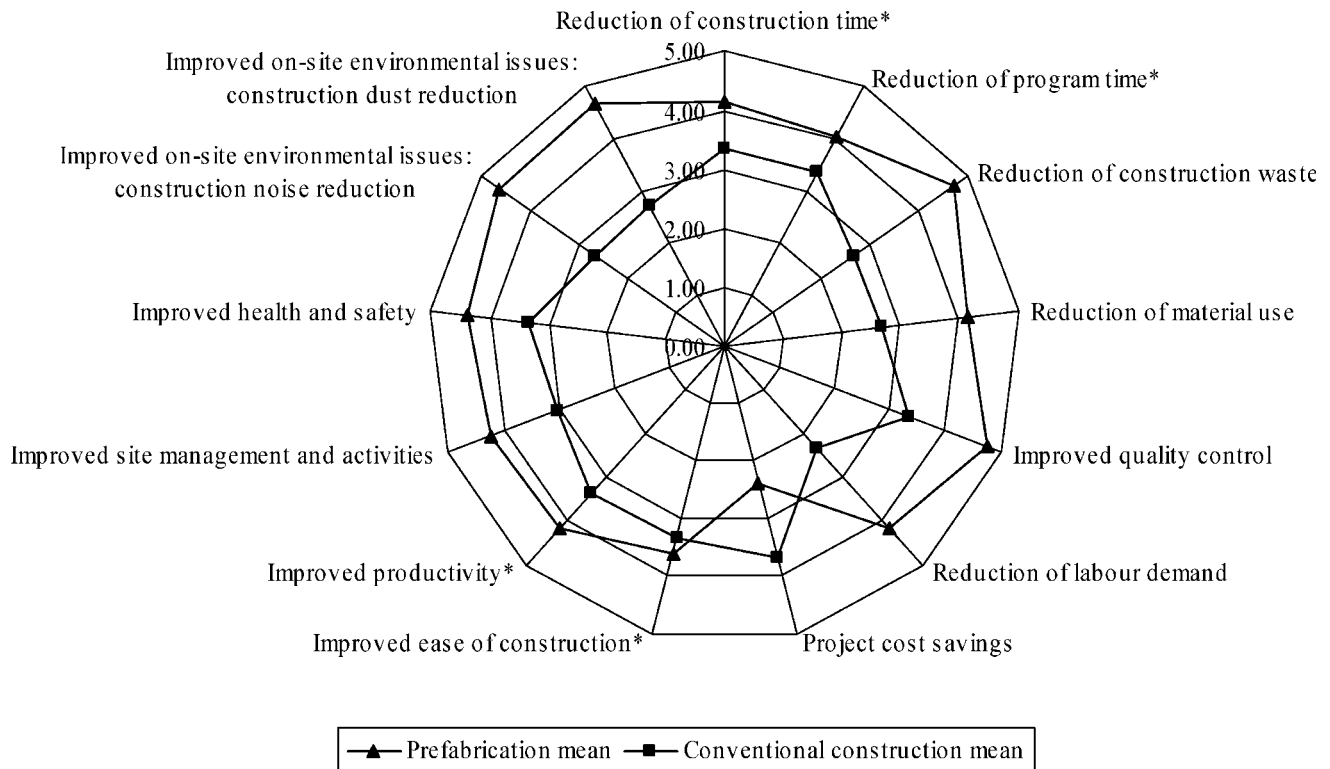 Reduction of construction time*
5.00
Improved on-site environmental issues:
construction dust reduction
Reduction of program time*
4.00
Improved on-site environmental issues:
construction noise reduction
3.00
Reduction of construction waste
2.00
1.00
Improved health and safety
Reduction of material use
0.00
Improved site management and activities
Improved quality control
Improved productivity*
Reduction of labour demand
Improved ease of construction*
Project cost savings
Prefabrication mean
Conventional construction mean